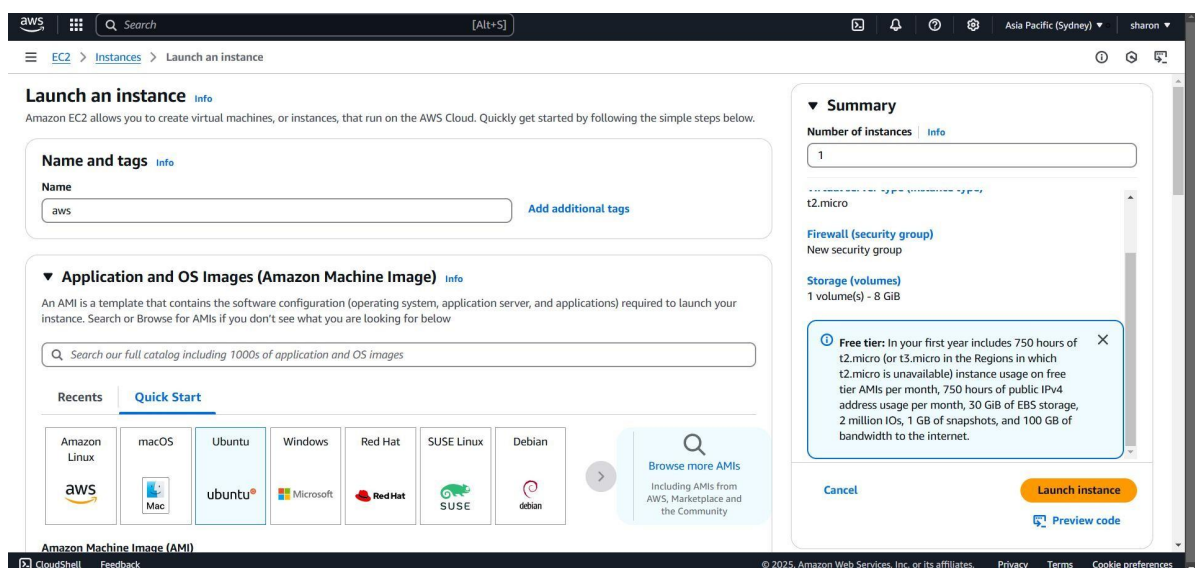 aws
Search
[Alt+S]
Asia Pacific (Sydney)
sharon
EC2 > Instances > Launch an instance
Launch an instance Info
Amazon EC2 allows you to create virtual machines, or instances, that run on the AWS Cloud. Quickly get started by following the simple steps below.
Name and tags Info
Name
aws
Add additional tags
Application and OS Images (Amazon Machine Image) Info
An AMI is a template that contains the software configuration (operating system, application server, and applications) required to launch your
instance. Search or Browse for AMIs if you don't see what you are looking for
below
Search our full catalog including 1000s of application and OS images
Recents
Quick Start
Amazon
Linux
aws
macOS
Mac
Ubuntu
ubuntu
Windows
Microsoft
Red Hat
Red Hat
SUSE Linux
SUSE
Debian
debian
Browse more AMIs
Including AMIs from
AWS, Marketplace and
the Community
Amazon Machine Image (AMI)
Summary
Number of instances Info
1
Virtual server type (instance type)
t2.micro
Firewall (security group)
New security group
Storage (volumes)
1 volume(s) - 8 GiB
Free tier: In your first year includes 750 hours of
t2.micro (or t3.micro in the Regions in which
t2.micro is unavailable) instance usage on free
tier AMIs per month, 750 hours of public IPv4
address usage per month, 30 GiB of EBS storage,
2 million IOs, 1 GB of snapshots, and 100 GB of
bandwidth to the internet.
Cancel
Launch instance
Preview code
CloudShell
Feedback
© 2025, Amazon Web Services, Inc. or its affiliates.
Privacy
Terms
Cookie preferences